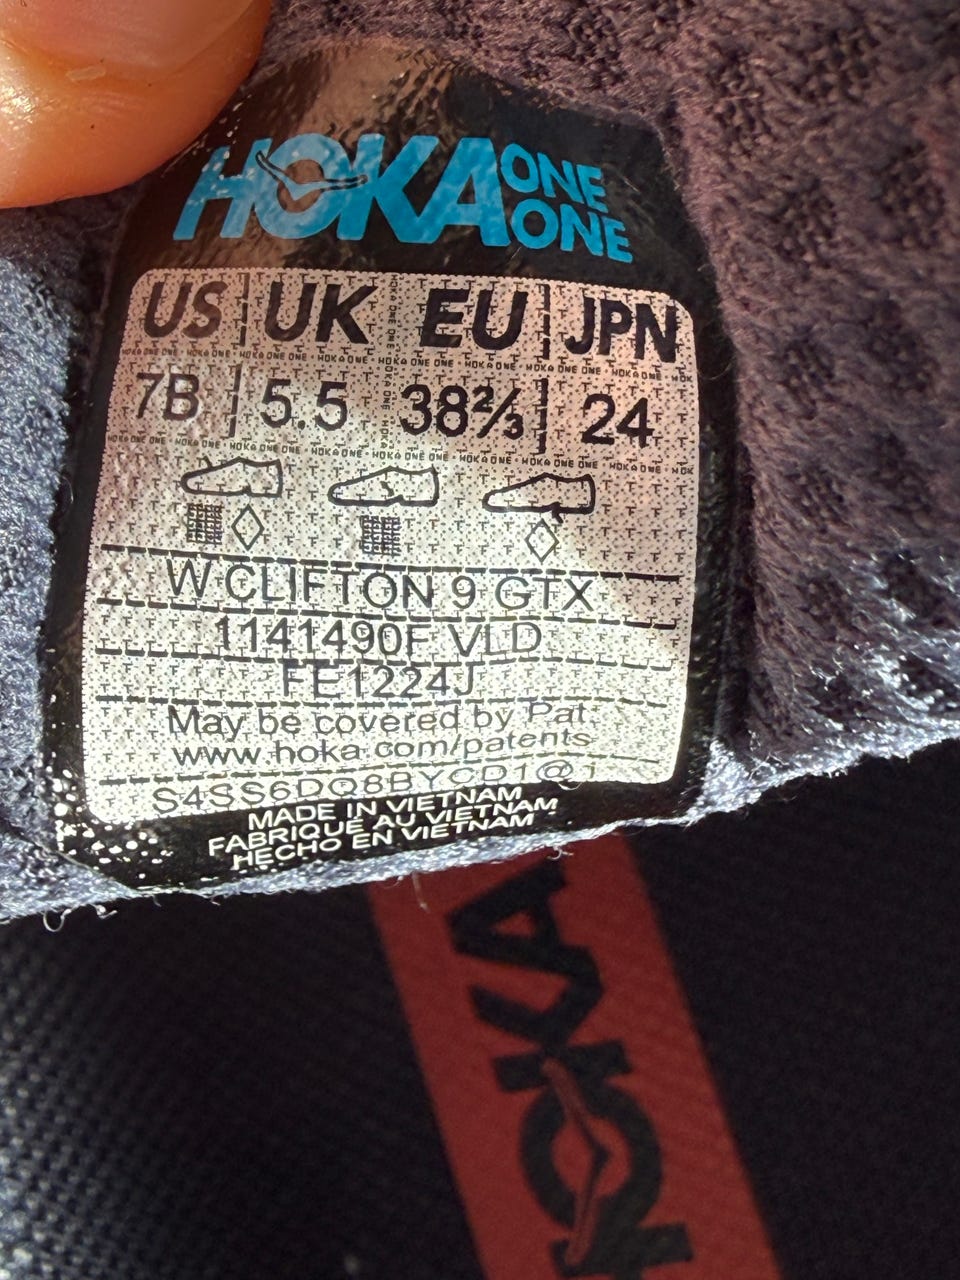 HOKA ONE ONE
US UK EU JPN
7B 5.5 38⅔ 24
W CLIFTON 9 GTX
1141490F VLD
FE1224J
May be covered by Pat.
www.hoka.com/patents
S4SS6DQ8BYCD1@j
MADE IN VIETNAM
FABRIQUÉ AU VIETNAM
HECHO EN VIETNAM
HOKA